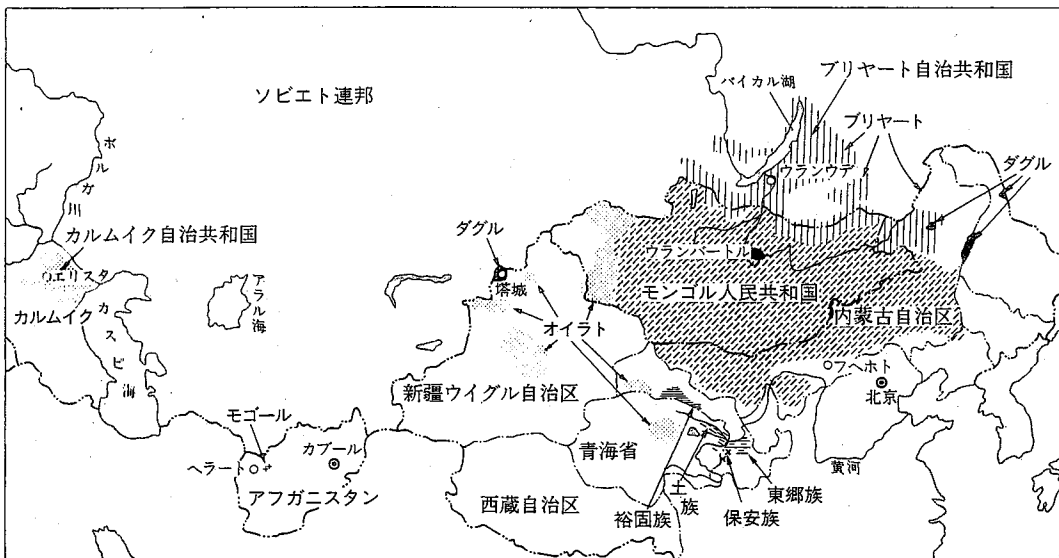 ソビエト連邦
バイカル湖
ブリヤート自治共和国
ブリヤート
ダグル
ウランウデ
ボルガ川
カルムイク自治共和国
エリスタ
カルムイク
カスピ海
アラル海
ダグル
塔城
オイラト
ウランバートル
モンゴル人民共和国
内蒙古自治区
フヘホト
北京
新疆ウイグル自治区
モゴール
ヘラート
カブール
アフガニスタン
青海省
西蔵自治区
裕固族
土族
保安族
東郷族
黄河